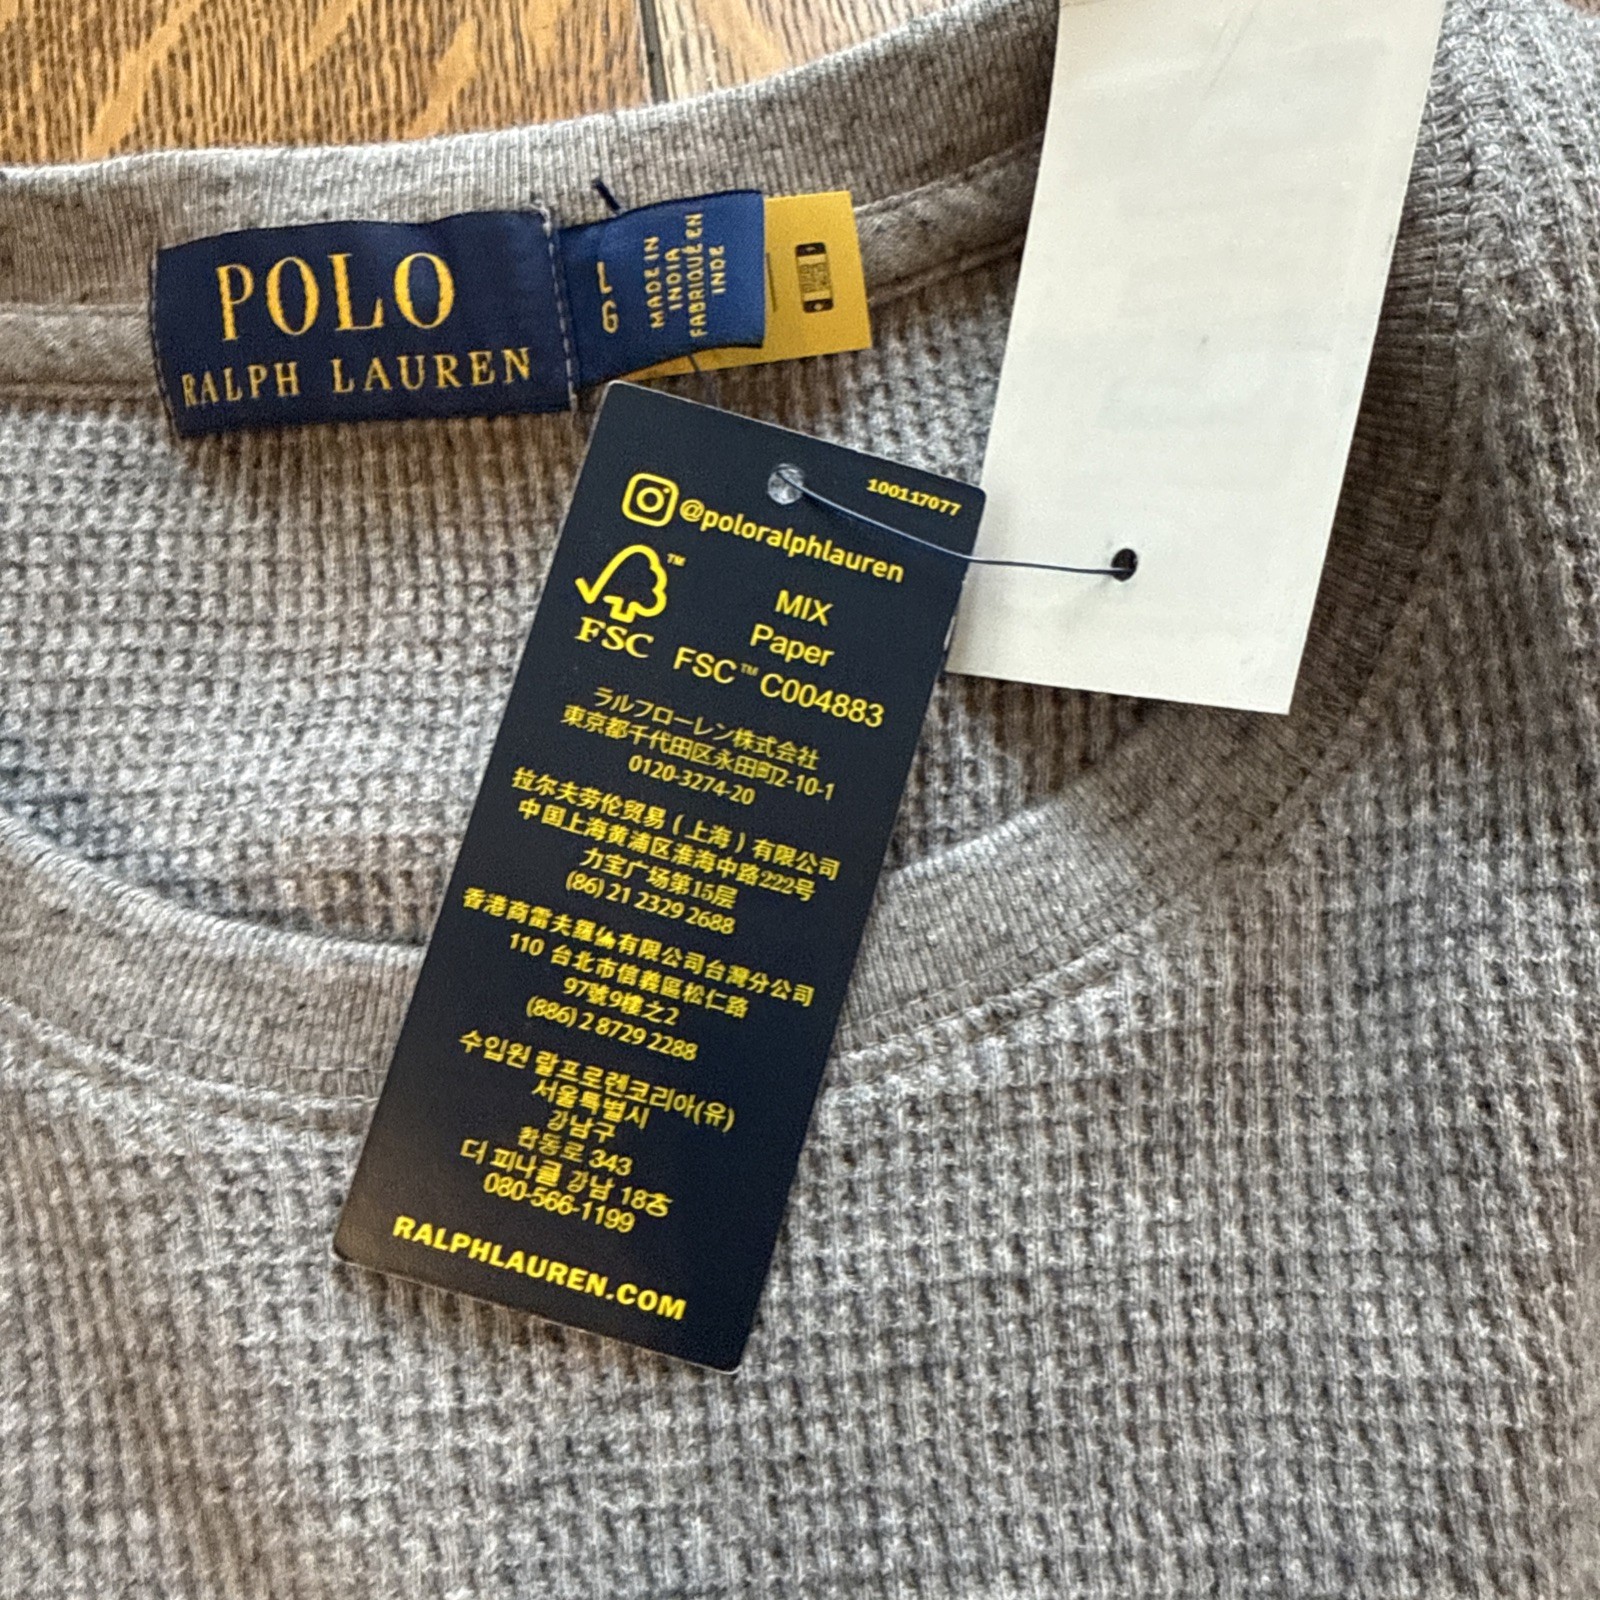 POLO
RALPH LAUREN
L
G
MADE IN
INDIA
FABRIQUÉ EN
INDE
100117077
@poloralphlauren
FSC™
MIX
Paper
FSC™ C004883
ラルフローレン株式会社
東京都千代田区永田町2-10-1
0120-3274-20
拉尔夫劳伦贸易（上海）有限公司
中国上海黄浦区淮海中路222号
力宝广场第15层
(86) 21 2329 2688
香港商雷夫羅倫有限公司台灣分公司
110 台北市信義區松仁路
97號9樓之2
(886) 2 8729 2288
수입원 랄프로렌코리아(유)
서울특별시
강남구
학동로 343
더 피나클 강남 18층
080-566-1199
RALPHLAUREN.COM